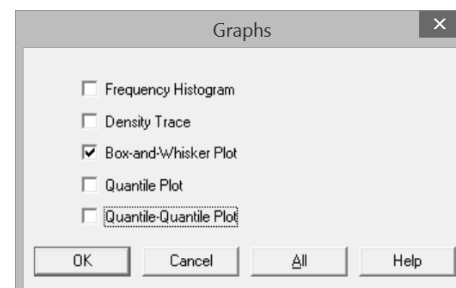 Graphs
Frequency Histogram
Density Trace
Box-and-Whisker Plot
Quantile Plot
Quantile-Quantile Plot
OK Cancel All Help